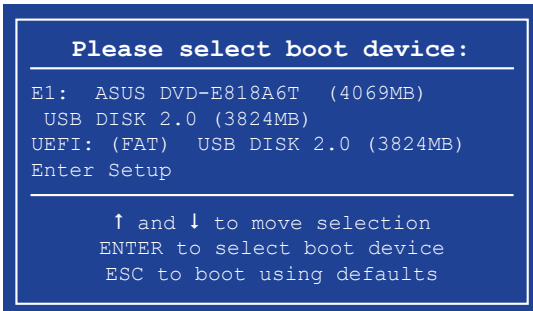 Please select boot device:
E1: ASUS DVD-E818A6T (4069MB)
USB DISK 2.0 (3824MB)
UEFI: (FAT) USB DISK 2.0 (3824MB)
Enter Setup
↑ and ↓ to move selection
ENTER to select boot device
ESC to boot using defaults